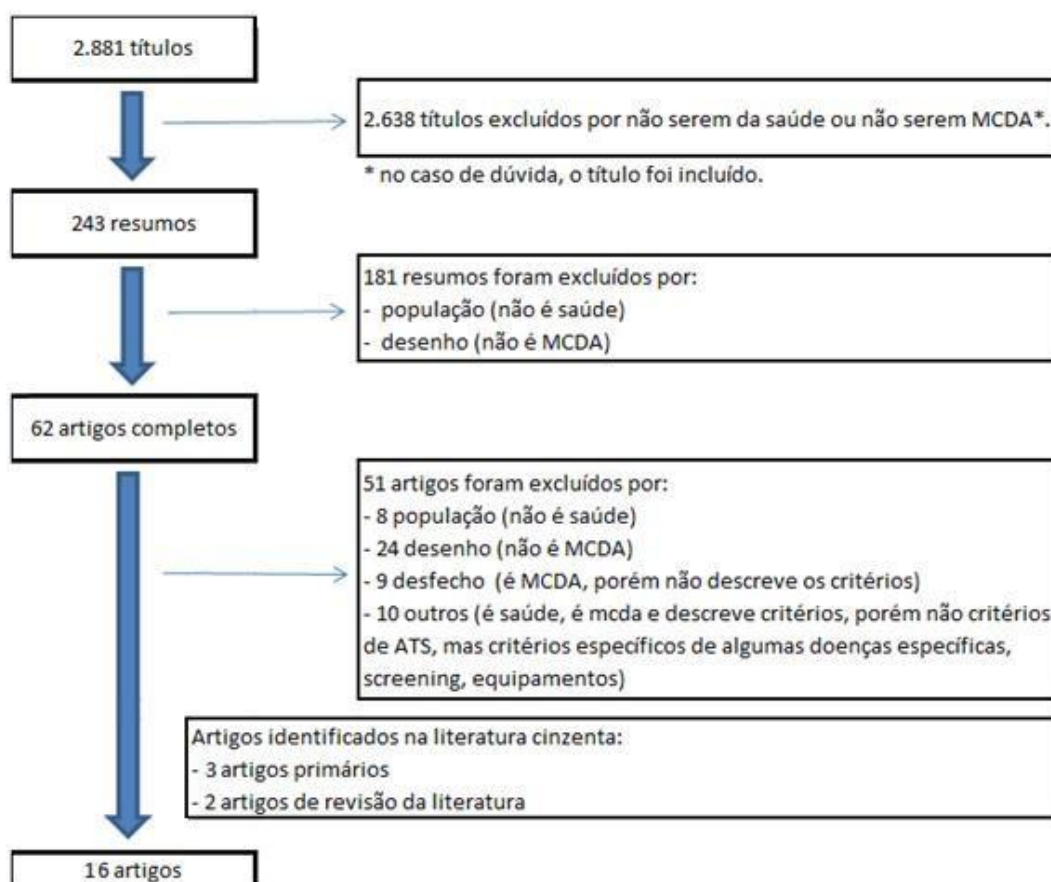 2.881 títulos
2.638 títulos excluídos por não serem da saúde ou não serem MCDA*.
* no caso de dúvida, o título foi incluído.
243 resumos
181 resumos foram excluídos por:
- população (não é saúde)
- desenho (não é MCDA)
62 artigos completos
51 artigos foram excluídos por:
- 8 população (não é saúde)
- 24 desenho (não é MCDA)
- 9 desfecho (é MCDA, porém não descreve os critérios)
- 10 outros (é saúde, é mcda e descreve critérios, porém não critérios
de ATS, mas critérios específicos de algumas doenças específicas,
screening, equipamentos)
Artigos identificados na literatura cinzenta:
- 3 artigos primários
- 2 artigos de revisão da literatura
16 artigos